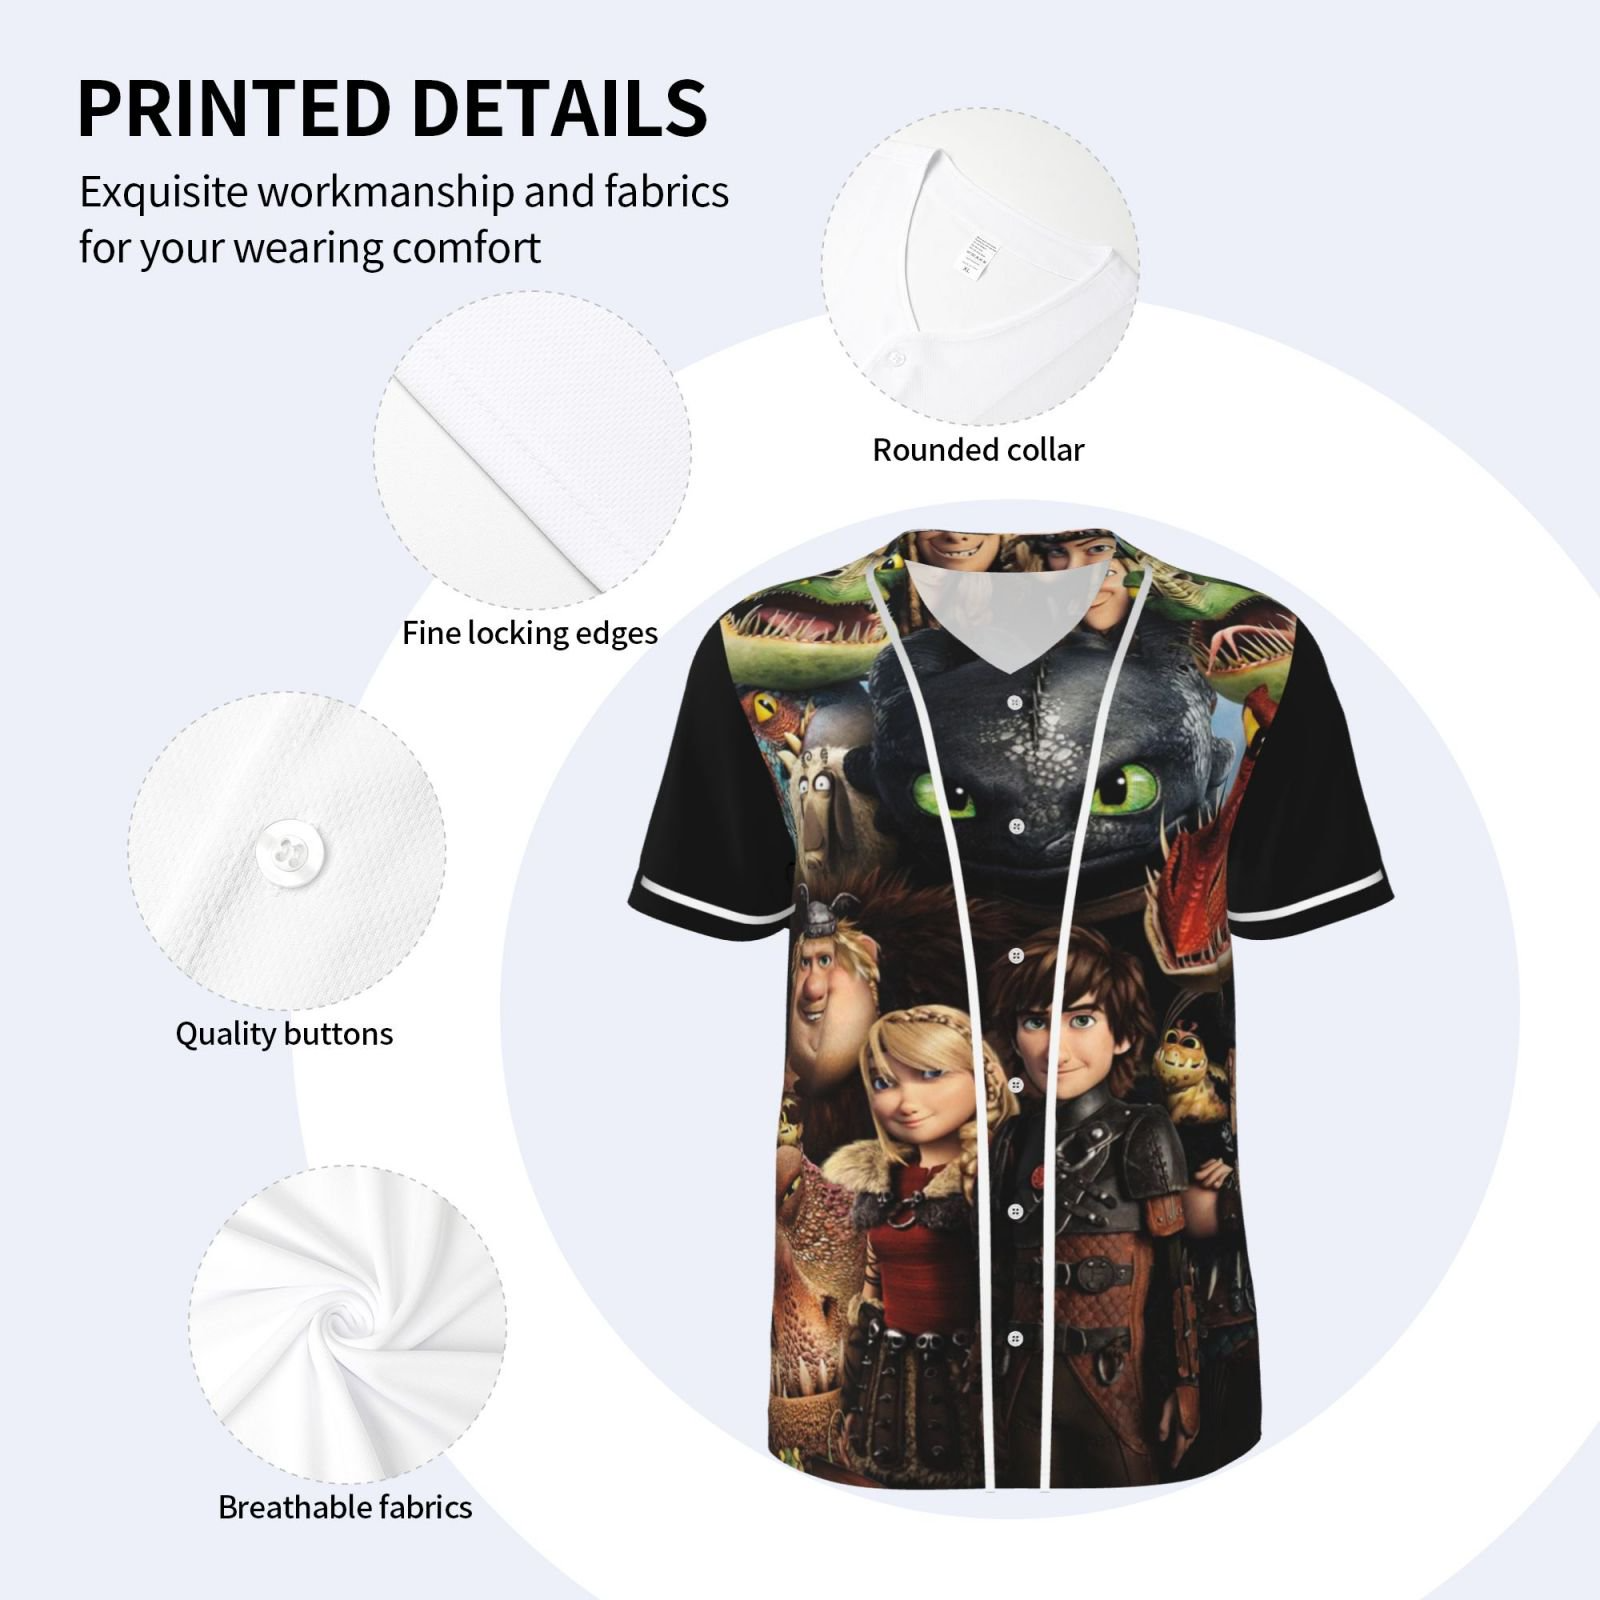 PRINTED DETAILS
Exquisite workmanship and fabrics
for your wearing comfort
Rounded collar
Fine locking edges
Quality buttons
Breathable fabrics
XL